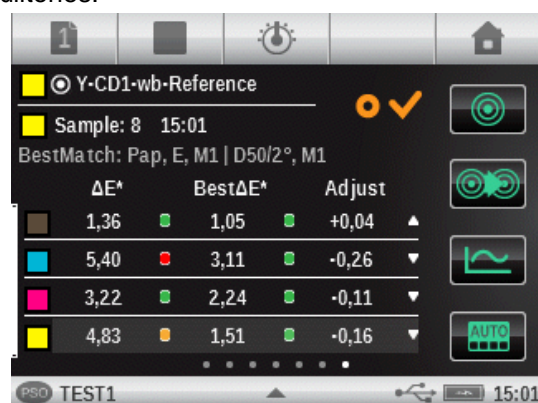 1
Y-CD1-wb-Reference
Sample: 8 15:01
BestMatch: Pap, E, M1 | D50/2°, M1
ΔE* BestΔE* Adjust
1,36 1,05 +0,04
5,40 3,11 -0,26
3,22 2,24 -0,11
4,83 1,51 -0,16
AUTO
PSO TEST1 15:01